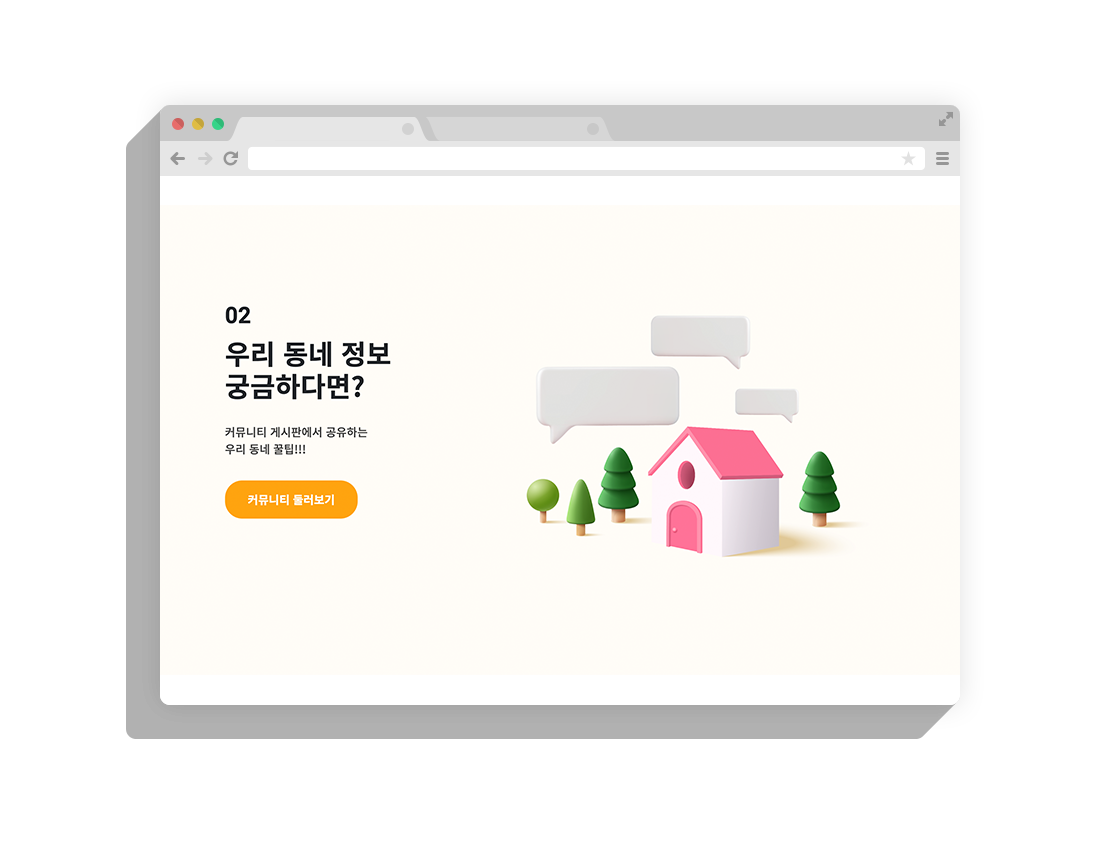 02
우리 동네 정보
궁금하다면?
커뮤니티 게시판에서 공유하는
우리 동네 꿀팁!!!
커뮤니티 둘러보기